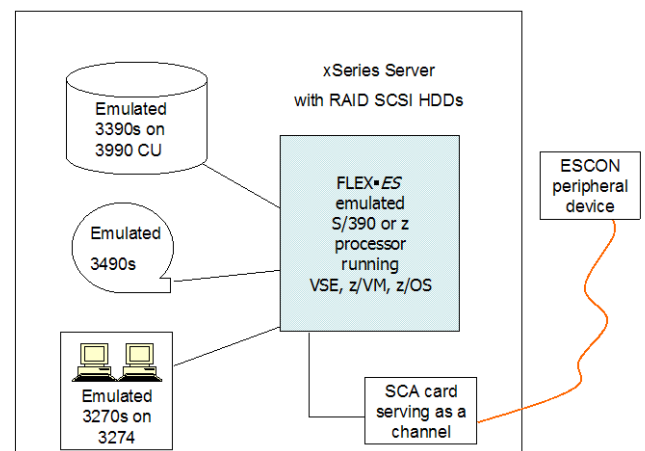 xSeries Server
with RAID SCSI HDDs
Emulated
3390s on
3990 CU
FLEX▪ES
emulated
S/390 or z
processor
running
VSE, z/VM, z/OS
ESCON
peripheral
device
Emulated
3490s
Emulated
3270s on
3274
SCA card
serving as a
channel